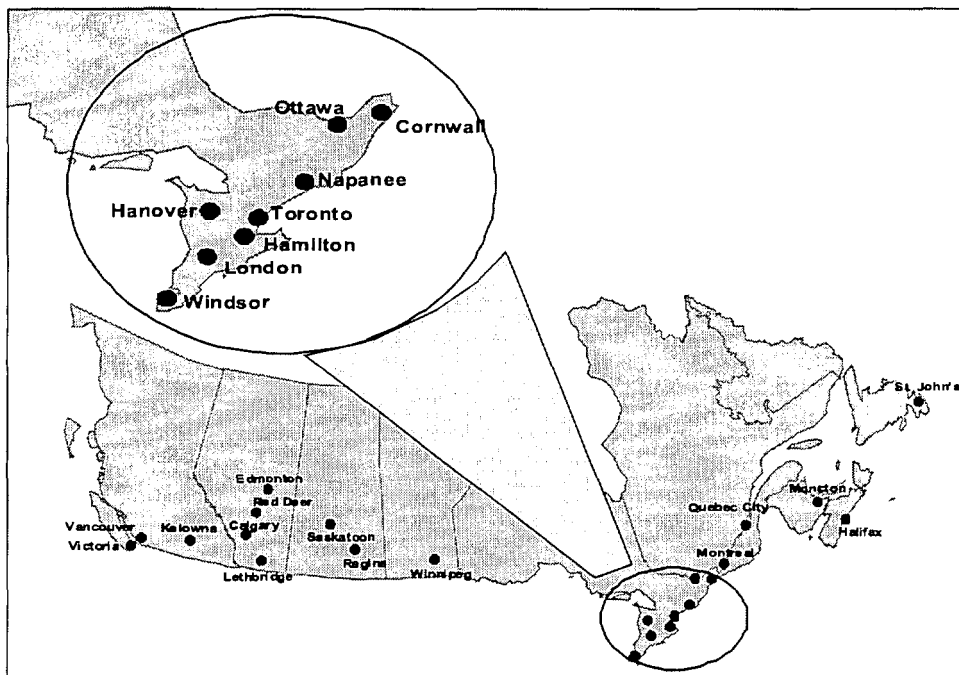 Ottawa
Cornwall
Napanee
Hanover
Toronto
Hamilton
London
Windsor
St. John's
Edmonton
Red Deer
Moncton
Quebec City
Vancouver
Kelowna
Calgary
Saskatoon
Halifax
Victoria
Montreal
Lethbridge
Regina
Winnipeg